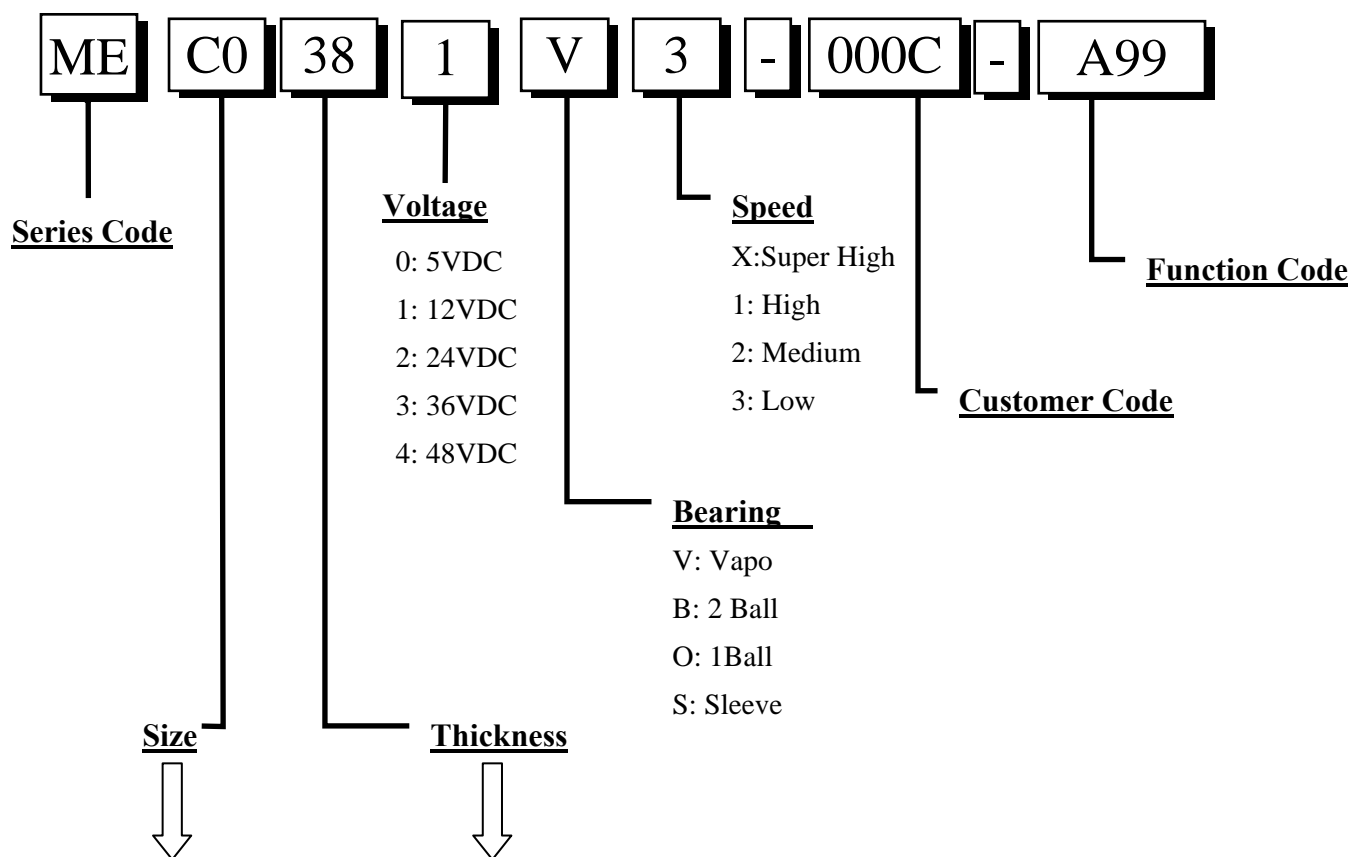 ME C0 38 1 V 3 - 000C - A99
Series Code
Voltage
0: 5VDC
1: 12VDC
2: 24VDC
3: 36VDC
4: 48VDC
Speed
X:Super High
1: High
2: Medium
3: Low
Function Code
Customer Code
Bearing
V: Vapo
B: 2 Ball
O: 1Ball
S: Sleeve
Size
Thickness